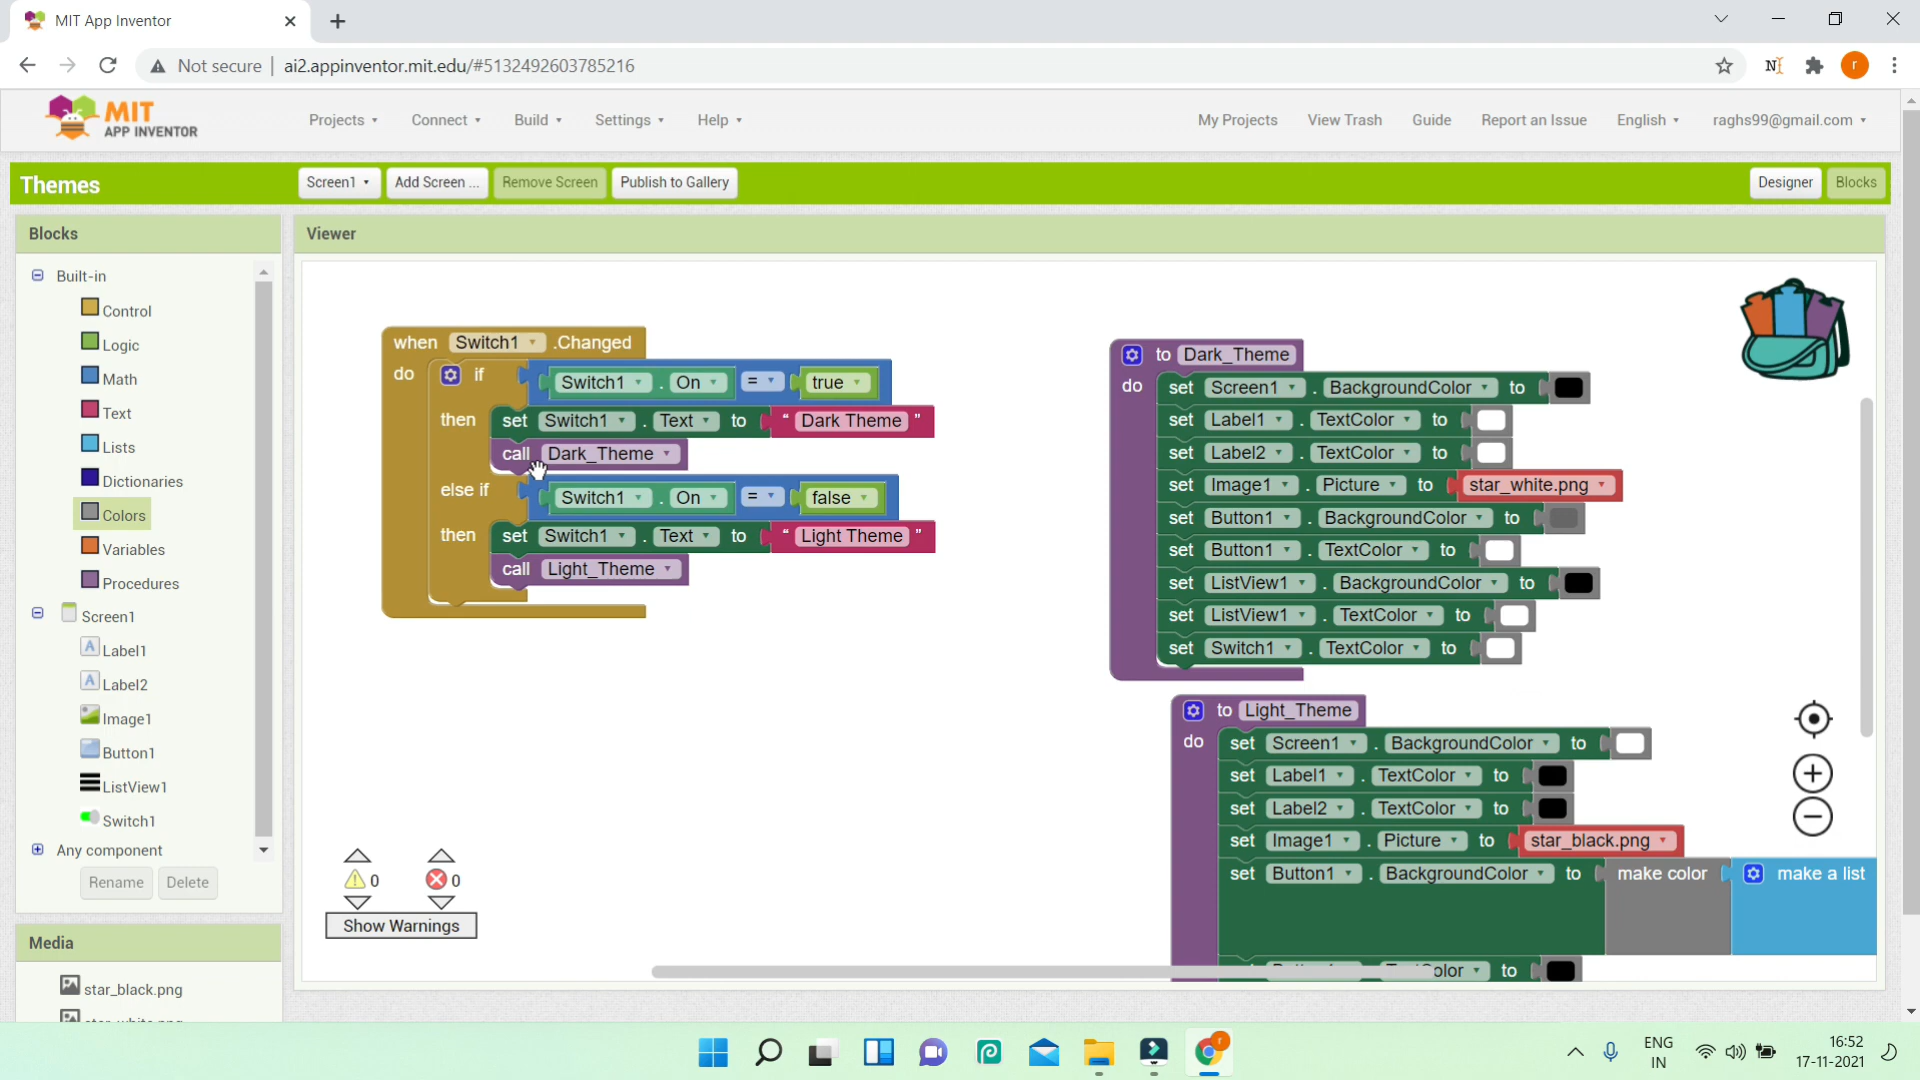 MIT App Inventor
Not secure
ai2.appinventor.mit.edu/#5132492603785216
r
MIT
APP INVENTOR
Projects
Connect
Build
Settings
Help
My Projects
View Trash
Guide
Report an Issue
English
raghs99@gmail.com
Themes
Screen1
Add Screen ...
Remove Screen
Publish to Gallery
Designer
Blocks
Blocks
Built-in
Control
Logic
Math
Text
Lists
Dictionaries
Colors
Variables
Procedures
Screen1
Label1
Label2
Image1
Button1
ListView1
Switch1
Any component
Rename
Delete
Media
star_black.png
Viewer
when Switch1 .Changed
do if Switch1 . On = true
then set Switch1 . Text to " Dark Theme "
call Dark_Theme
else if Switch1 . On = false
then set Switch1 . Text to " Light Theme "
call Light_Theme
to Dark_Theme
do set Screen1 . BackgroundColor to
set Label1 . TextColor to
set Label2 . TextColor to
set Image1 . Picture to star_white.png
set Button1 . BackgroundColor to
set Button1 . TextColor to
set ListView1 . BackgroundColor to
set ListView1 . TextColor to
set Switch1 . TextColor to
to Light_Theme
do set Screen1 . BackgroundColor to
set Label1 . TextColor to
set Label2 . TextColor to
set Image1 . Picture to star_black.png
set Button1 . BackgroundColor to make color make a list
to
0
0
Show Warnings
ENG
IN
16:52
17-11-2021